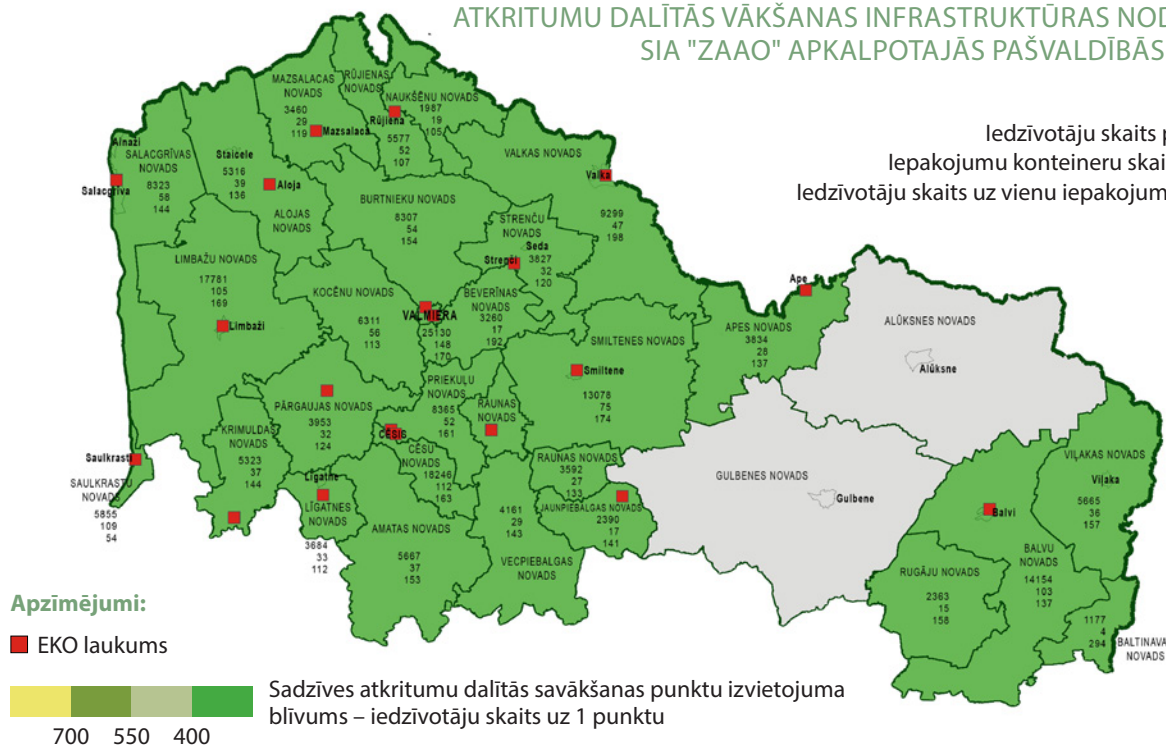 ATKRITUMU DALĪTĀS VĀKŠANAS INFRASTRUKTŪRAS NOD
SIA "ZAAO" APKALPOTAJĀS PAŠVALDĪBĀS
Iedzīvotāju skaits p
Iepakojumu konteineru skai
Iedzīvotāju skaits uz vienu iepakojum
MAZSALACAS
NOVADS
3460
29
119
Mazsalaca
RŪJIENAS
NOVADS
Rūjiena
5577
52
107
NAUKŠĒNU NOVADS
1987
19
105
Ainaži
SALACGRĪVAS
NOVADS
8323
58
144
Salacgrīva
Staicele
5316
39
136
Aloja
ALOJAS
NOVADS
VALKAS NOVADS
Valka
9299
47
198
BURTNIEKU NOVADS
8307
54
154
STRENČU
NOVADS
Seda
3827
32
120
Strenči
LIMBAŽU NOVADS
17781
105
169
Limbaži
KOCĒNU NOVADS
6311
56
113
VALMIERA
25130
148
170
BEVERĪNAS
NOVADS
3260
17
192
SMILTENES NOVADS
Smiltene
13078
75
174
Ape
APES NOVADS
3834
28
137
ALŪKSNES NOVADS
Alūksne
PĀRGAUJAS NOVADS
3953
32
124
PRIEKUĻU
NOVADS
8365
52
161
RAUNAS
NOVADS
KRIMULDAS
NOVADS
5323
37
144
CĒSIS
CĒSU
NOVADS
18246
112
163
RAUNAS NOVADS
3592
27
133
Saulkrasti
SAULKRASTU
NOVADS
5855
109
54
Līgatne
LĪGATNES
NOVADS
3684
33
112
AMATAS NOVADS
5667
37
153
4161
29
143
VECPIEBALGAS
NOVADS
JAUNPIEBALGAS NOVADS
2390
17
141
GULBENES NOVADS
Gulbene
VIĻAKAS NOVADS
Viļaka
5665
36
157
Balvi
BALVU
NOVADS
14154
103
137
RUGĀJU NOVADS
2363
15
158
1177
4
294
BALTINAVA
NOVADS
Apzīmējumi:
EKO laukums
Sadzīves atkritumu dalītās savākšanas punktu izvietojuma
blīvums – iedzīvotāju skaits uz 1 punktu
700 550 400